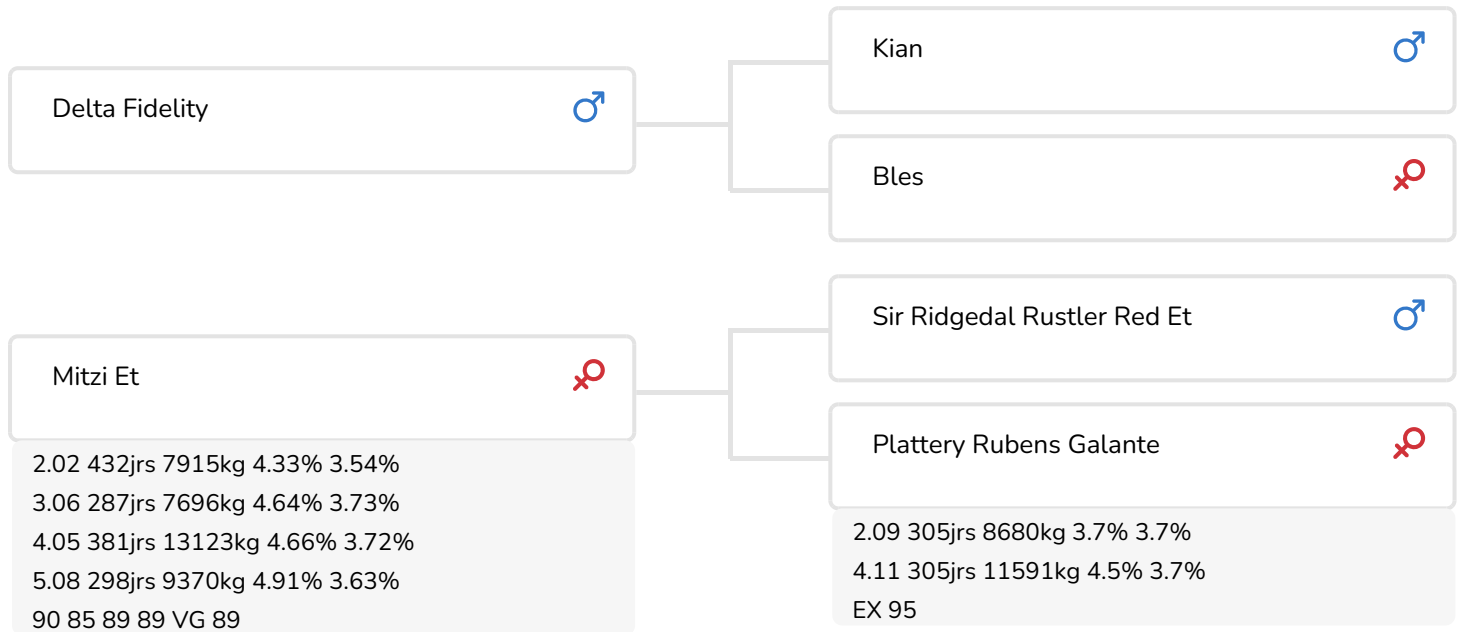 Kian
Delta Fidelity
Bles
Sir Ridgedal Rustler Red Et
Mitzi Et
2.02 432jrs 7915kg 4.33% 3.54%
3.06 287jrs 7696kg 4.64% 3.73%
4.05 381jrs 13123kg 4.66% 3.72%
5.08 298jrs 9370kg 4.91% 3.63%
90 85 89 89 VG 89
Plattery Rubens Galante
2.09 305jrs 8680kg 3.7% 3.7%
4.11 305jrs 11591kg 4.5% 3.7%
EX 95